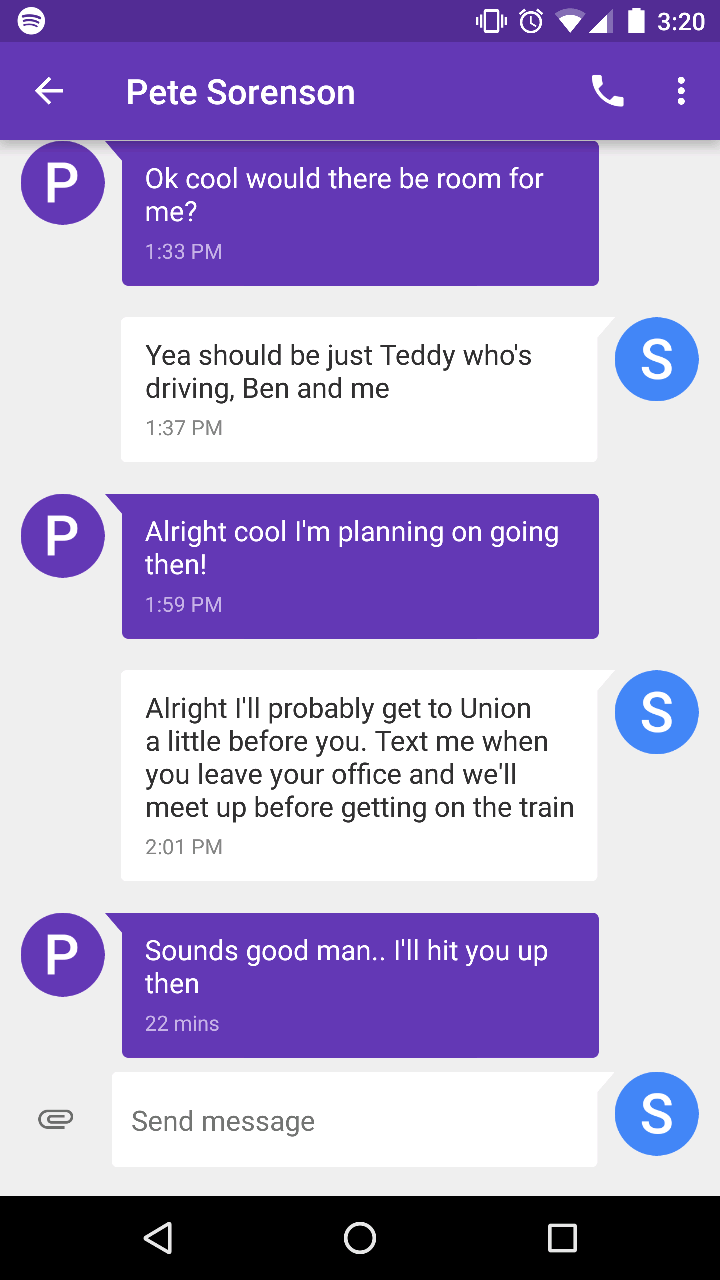 3:20
Pete Sorenson
P
Ok cool would there be room for
me?
1:33 PM
Yea should be just Teddy who's
driving, Ben and me
1:37 PM
S
P
Alright cool I'm planning on going
then!
1:59 PM
Alright I'll probably get to Union
a little before you. Text me when
you leave your office and we'll
meet up before getting on the train
2:01 PM
S
P
Sounds good man.. I'll hit you up
then
22 mins
Send message
S